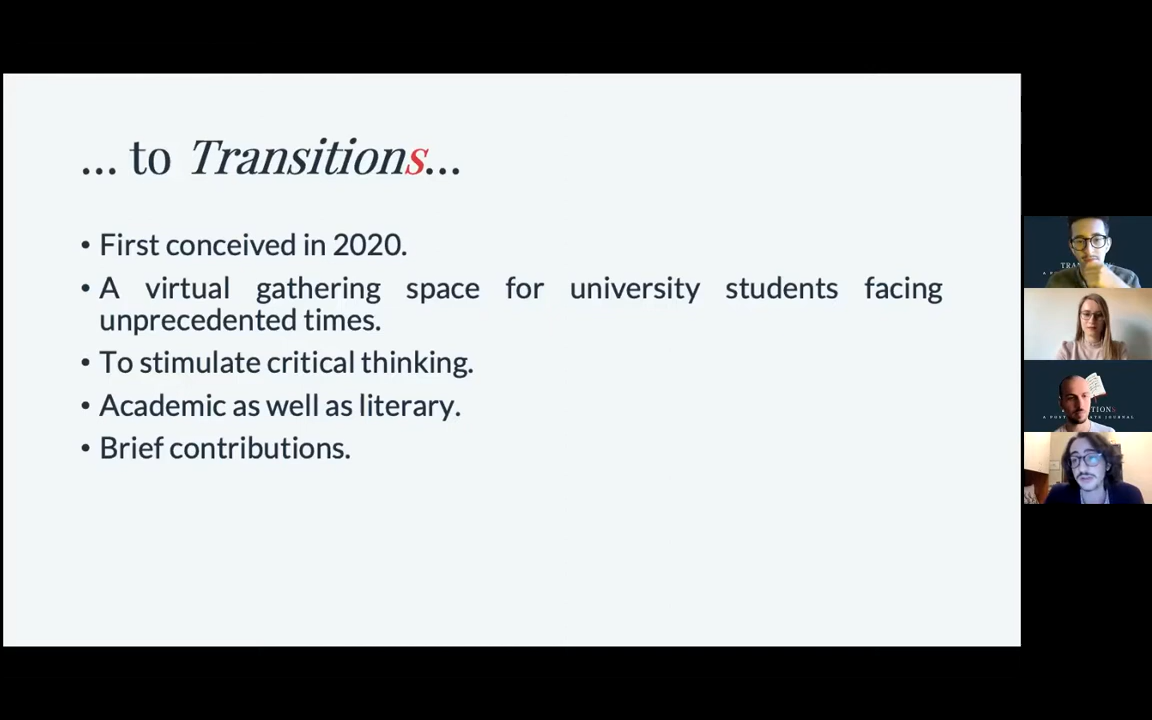 ... to Transitions...
• First conceived in 2020.
• A virtual gathering space for university students facing
unprecedented times.
• To stimulate critical thinking.
• Academic as well as literary.
• Brief contributions.